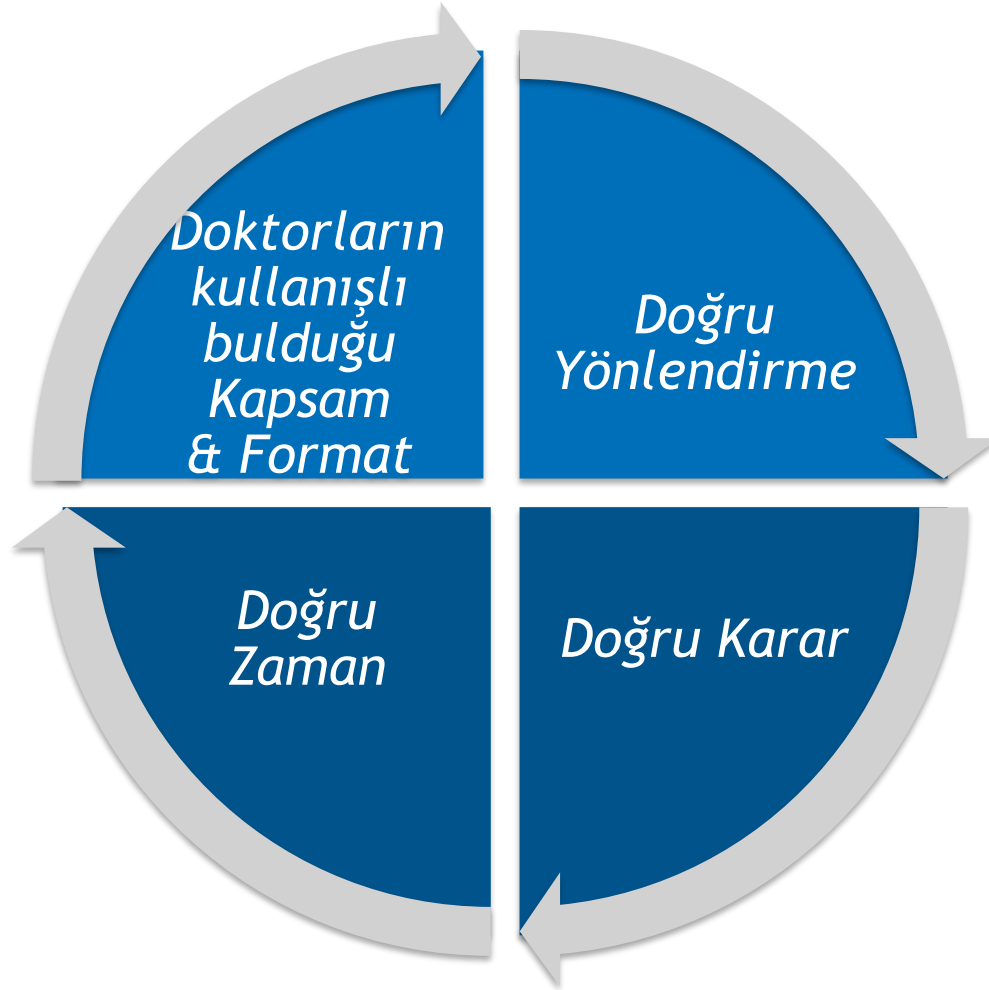 Doktorların
kullanışlı
bulduğu
Kapsam
& Format
Doğru
Yönlendirme
Doğru
Zaman
Doğru Karar